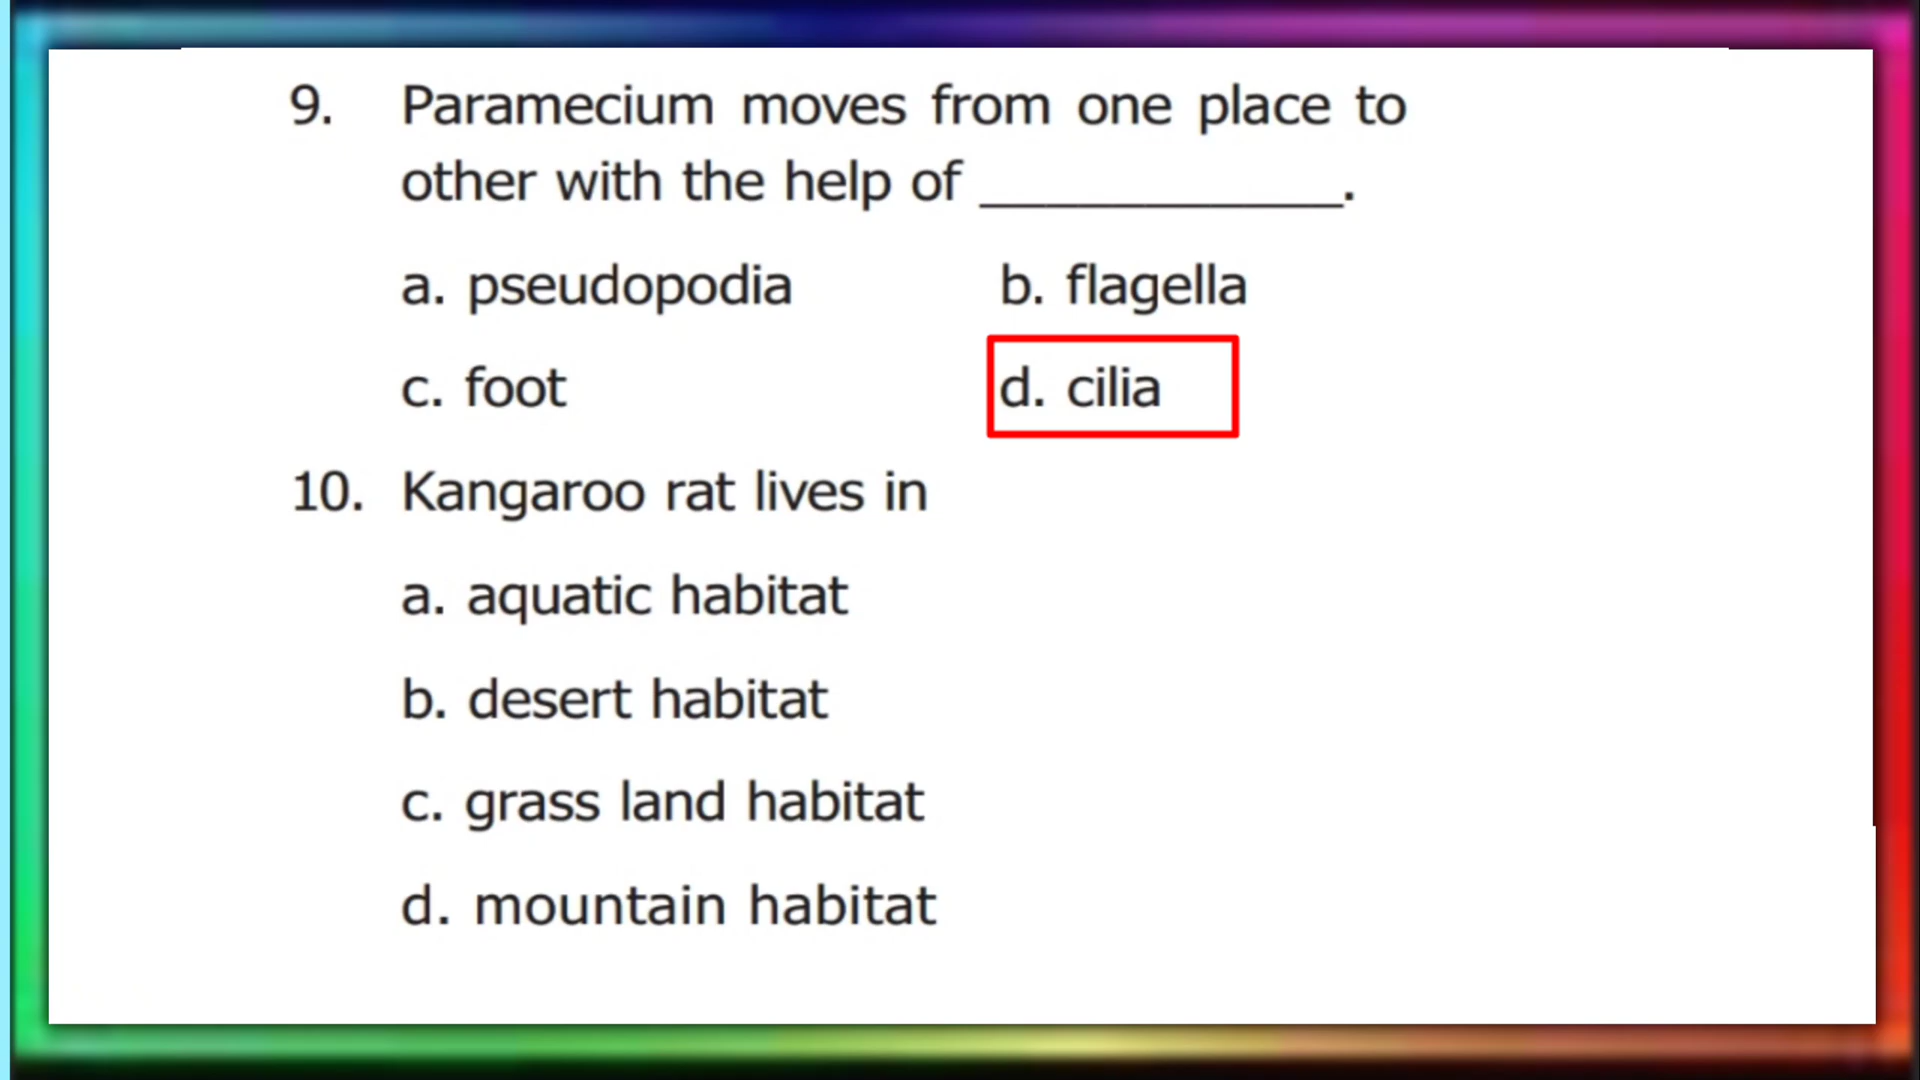 9. Paramecium moves from one place to
other with the help of ___________.
a. pseudopodia b. flagella
c. foot d. cilia
10. Kangaroo rat lives in
a. aquatic habitat
b. desert habitat
c. grass land habitat
d. mountain habitat